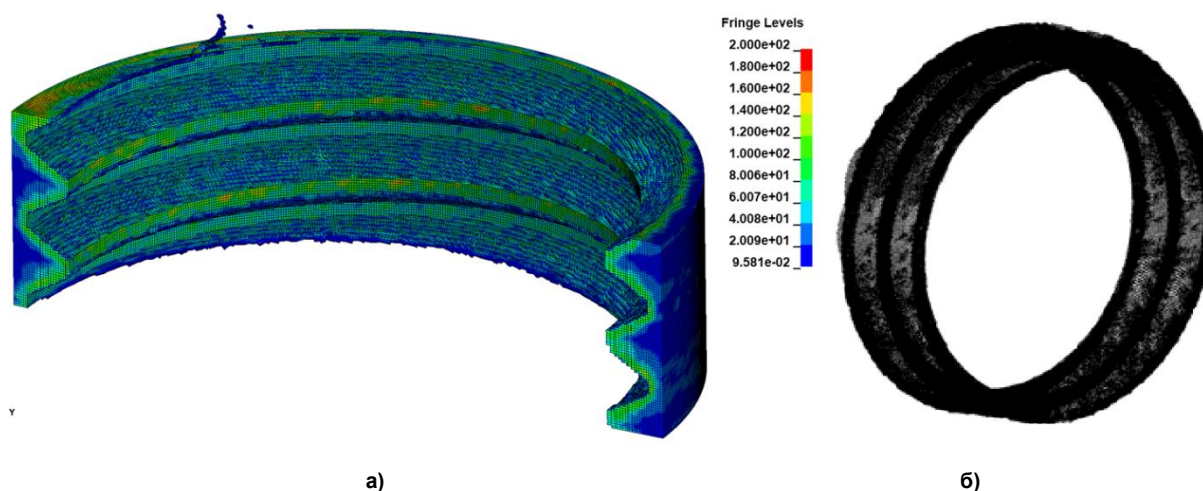 Fringe Levels
2.000e+02
1.800e+02
1.600e+02
1.400e+02
1.200e+02
1.000e+02
8.006e+01
6.007e+01
4.008e+01
2.009e+01
9.581e-02
Y
а)
б)